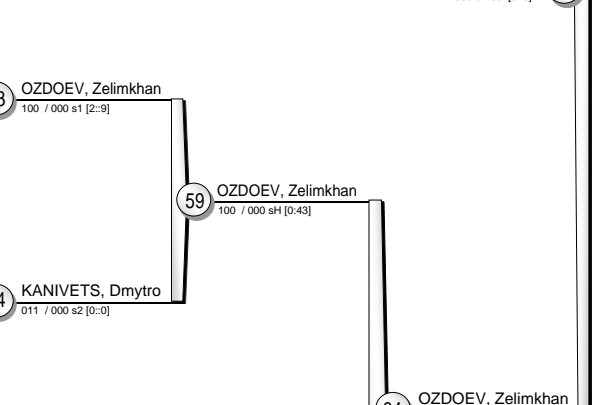 OZDOEV, Zelimkhan
100 / 000 s1 [2::9]
59
OZDOEV, Zelimkhan
100 / 000 sH [0:43]
KANIVETS, Dmytro
011 / 000 s2 [0::0]
OZDOEV, Zelimkhan